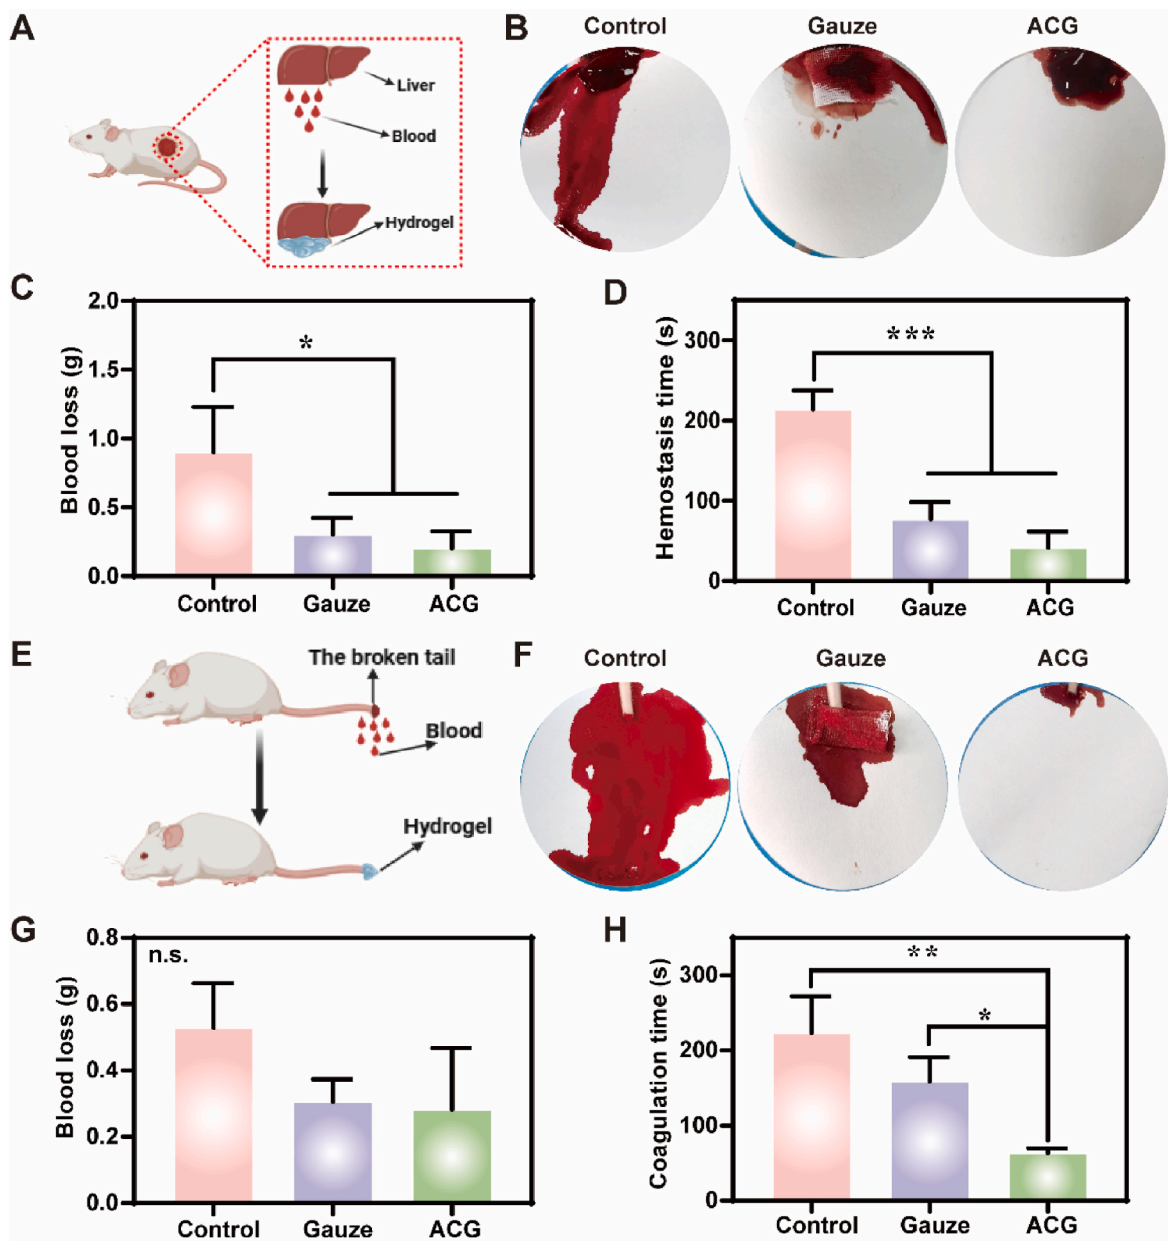 A
Liver
Blood
Hydrogel
B
Control Gauze ACG
C
Blood loss (g)
2.0
1.5
1.0
0.5
0.0
*
Control Gauze ACG
D
Hemostasis time (s)
300
200
100
0
***
Control Gauze ACG
E
The broken tail
Blood
Hydrogel
F
Control Gauze ACG
G
Blood loss (g)
0.8
0.6
0.4
0.2
0.0
n.s.
Control Gauze ACG
H
Coagulation time (s)
300
200
100
0
**
*
Control Gauze ACG